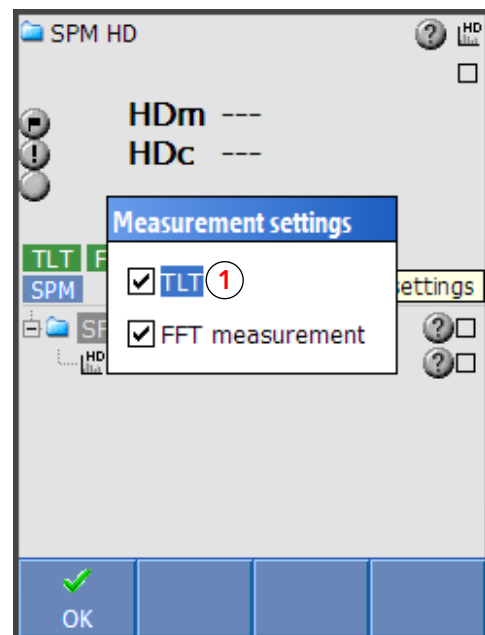 SPM HD
HD
HDm ---
HDc ---
Measurement settings
TLT F
TLT 1
SPM
ettings
FFT measurement
SP
HD
OK